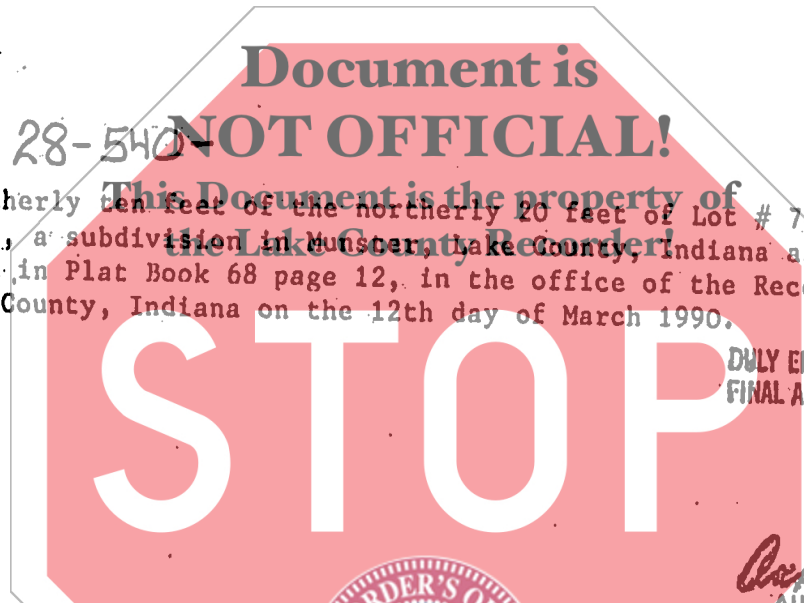 Document is
28-540
NOT OFFICIAL!
This Document is the property of
herly ten feet of the northerly 20 feet of Lot # 7
the Lake County Recorder!
, a subdivision in Munster, Lake County, Indiana a
in Plat Book 68 page 12, in the office of the Rec
County, Indiana on the 12th day of March 1990.
DULY E
FINAL A
STOP
RDER'S O